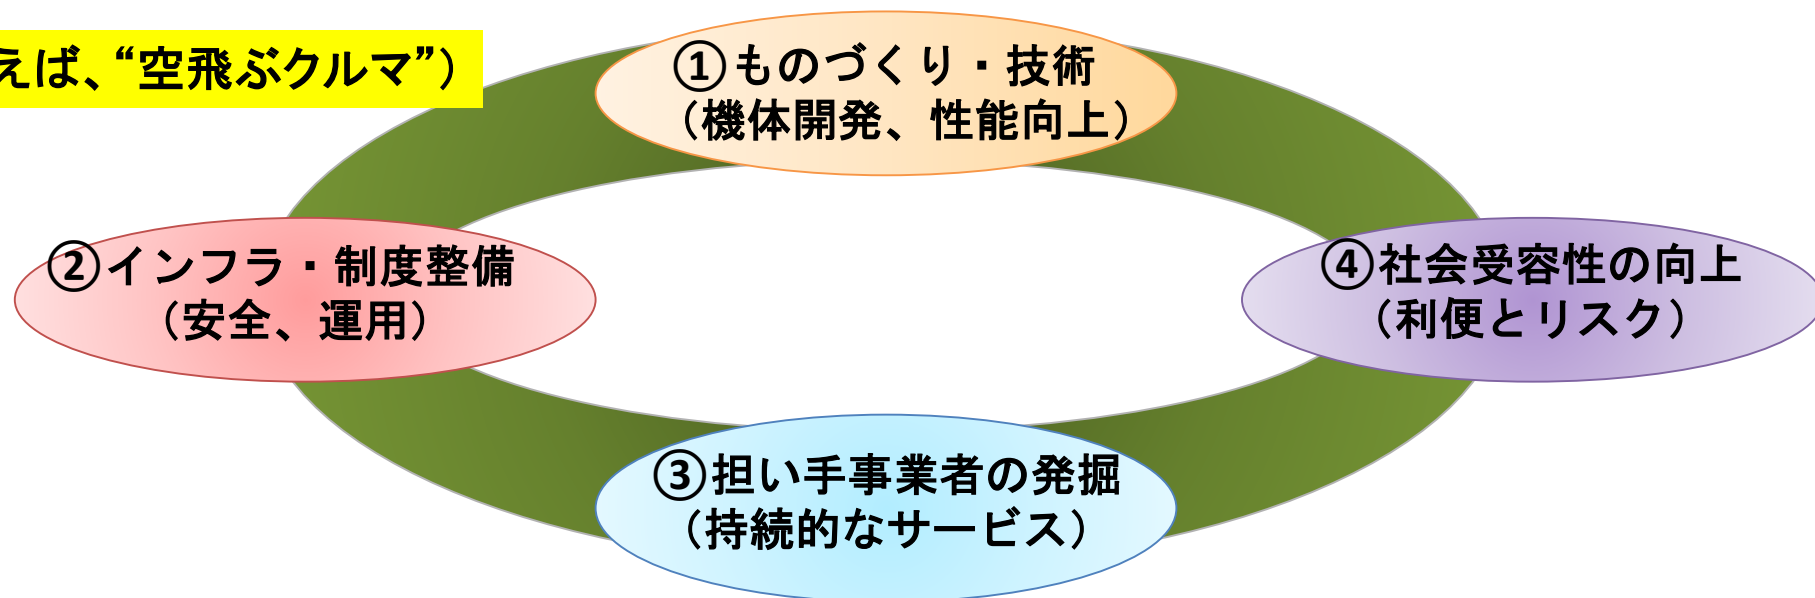 えば、“空飛ぶクルマ”）
①ものづくり・技術
（機体開発、性能向上）
②インフラ・制度整備
（安全、運用）
④社会受容性の向上
（利便とリスク）
③担い手事業者の発掘
（持続的なサービス）